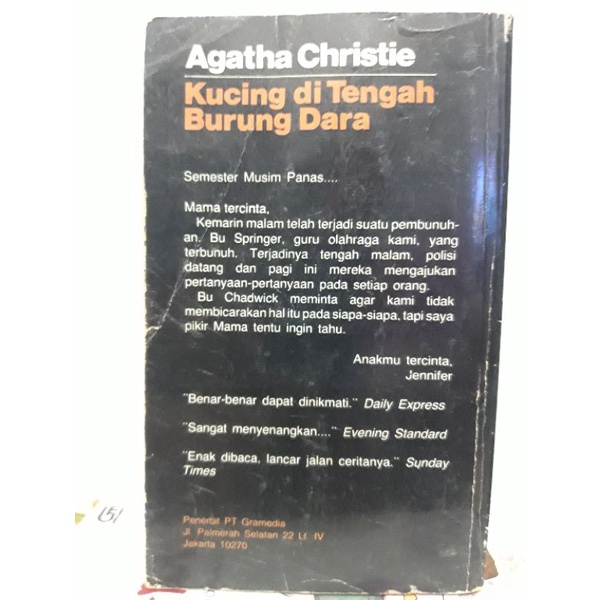 Agatha Christie
Kucing di Tengah
Burung Dara
Semester Musim Panas....
Mama tercinta,
Kemarin malam telah terjadi suatu pembunuh-
an. Bu Springer, guru olahraga kami, yang
terbunuh. Terjadinya tengah malam, polisi
datang dan pagi ini mereka mengajukan
pertanyaan-pertanyaan pada setiap orang.
Bu Chadwick meminta agar kami tidak
membicarakan hal itu pada siapa-siapa, tapi saya
pikir Mama tentu ingin tahu.
Anakmu tercinta,
Jennifer
"Benar-benar dapat dinikmati." Daily Express
"Sangat menyenangkan...." Evening Standard
"Enak dibaca, lancar jalan ceritanya." Sunday
Times
151
Penerbit PT Gramedia
Jl. Palmerah Selatan 22 Lt. IV
Jakarta 10270